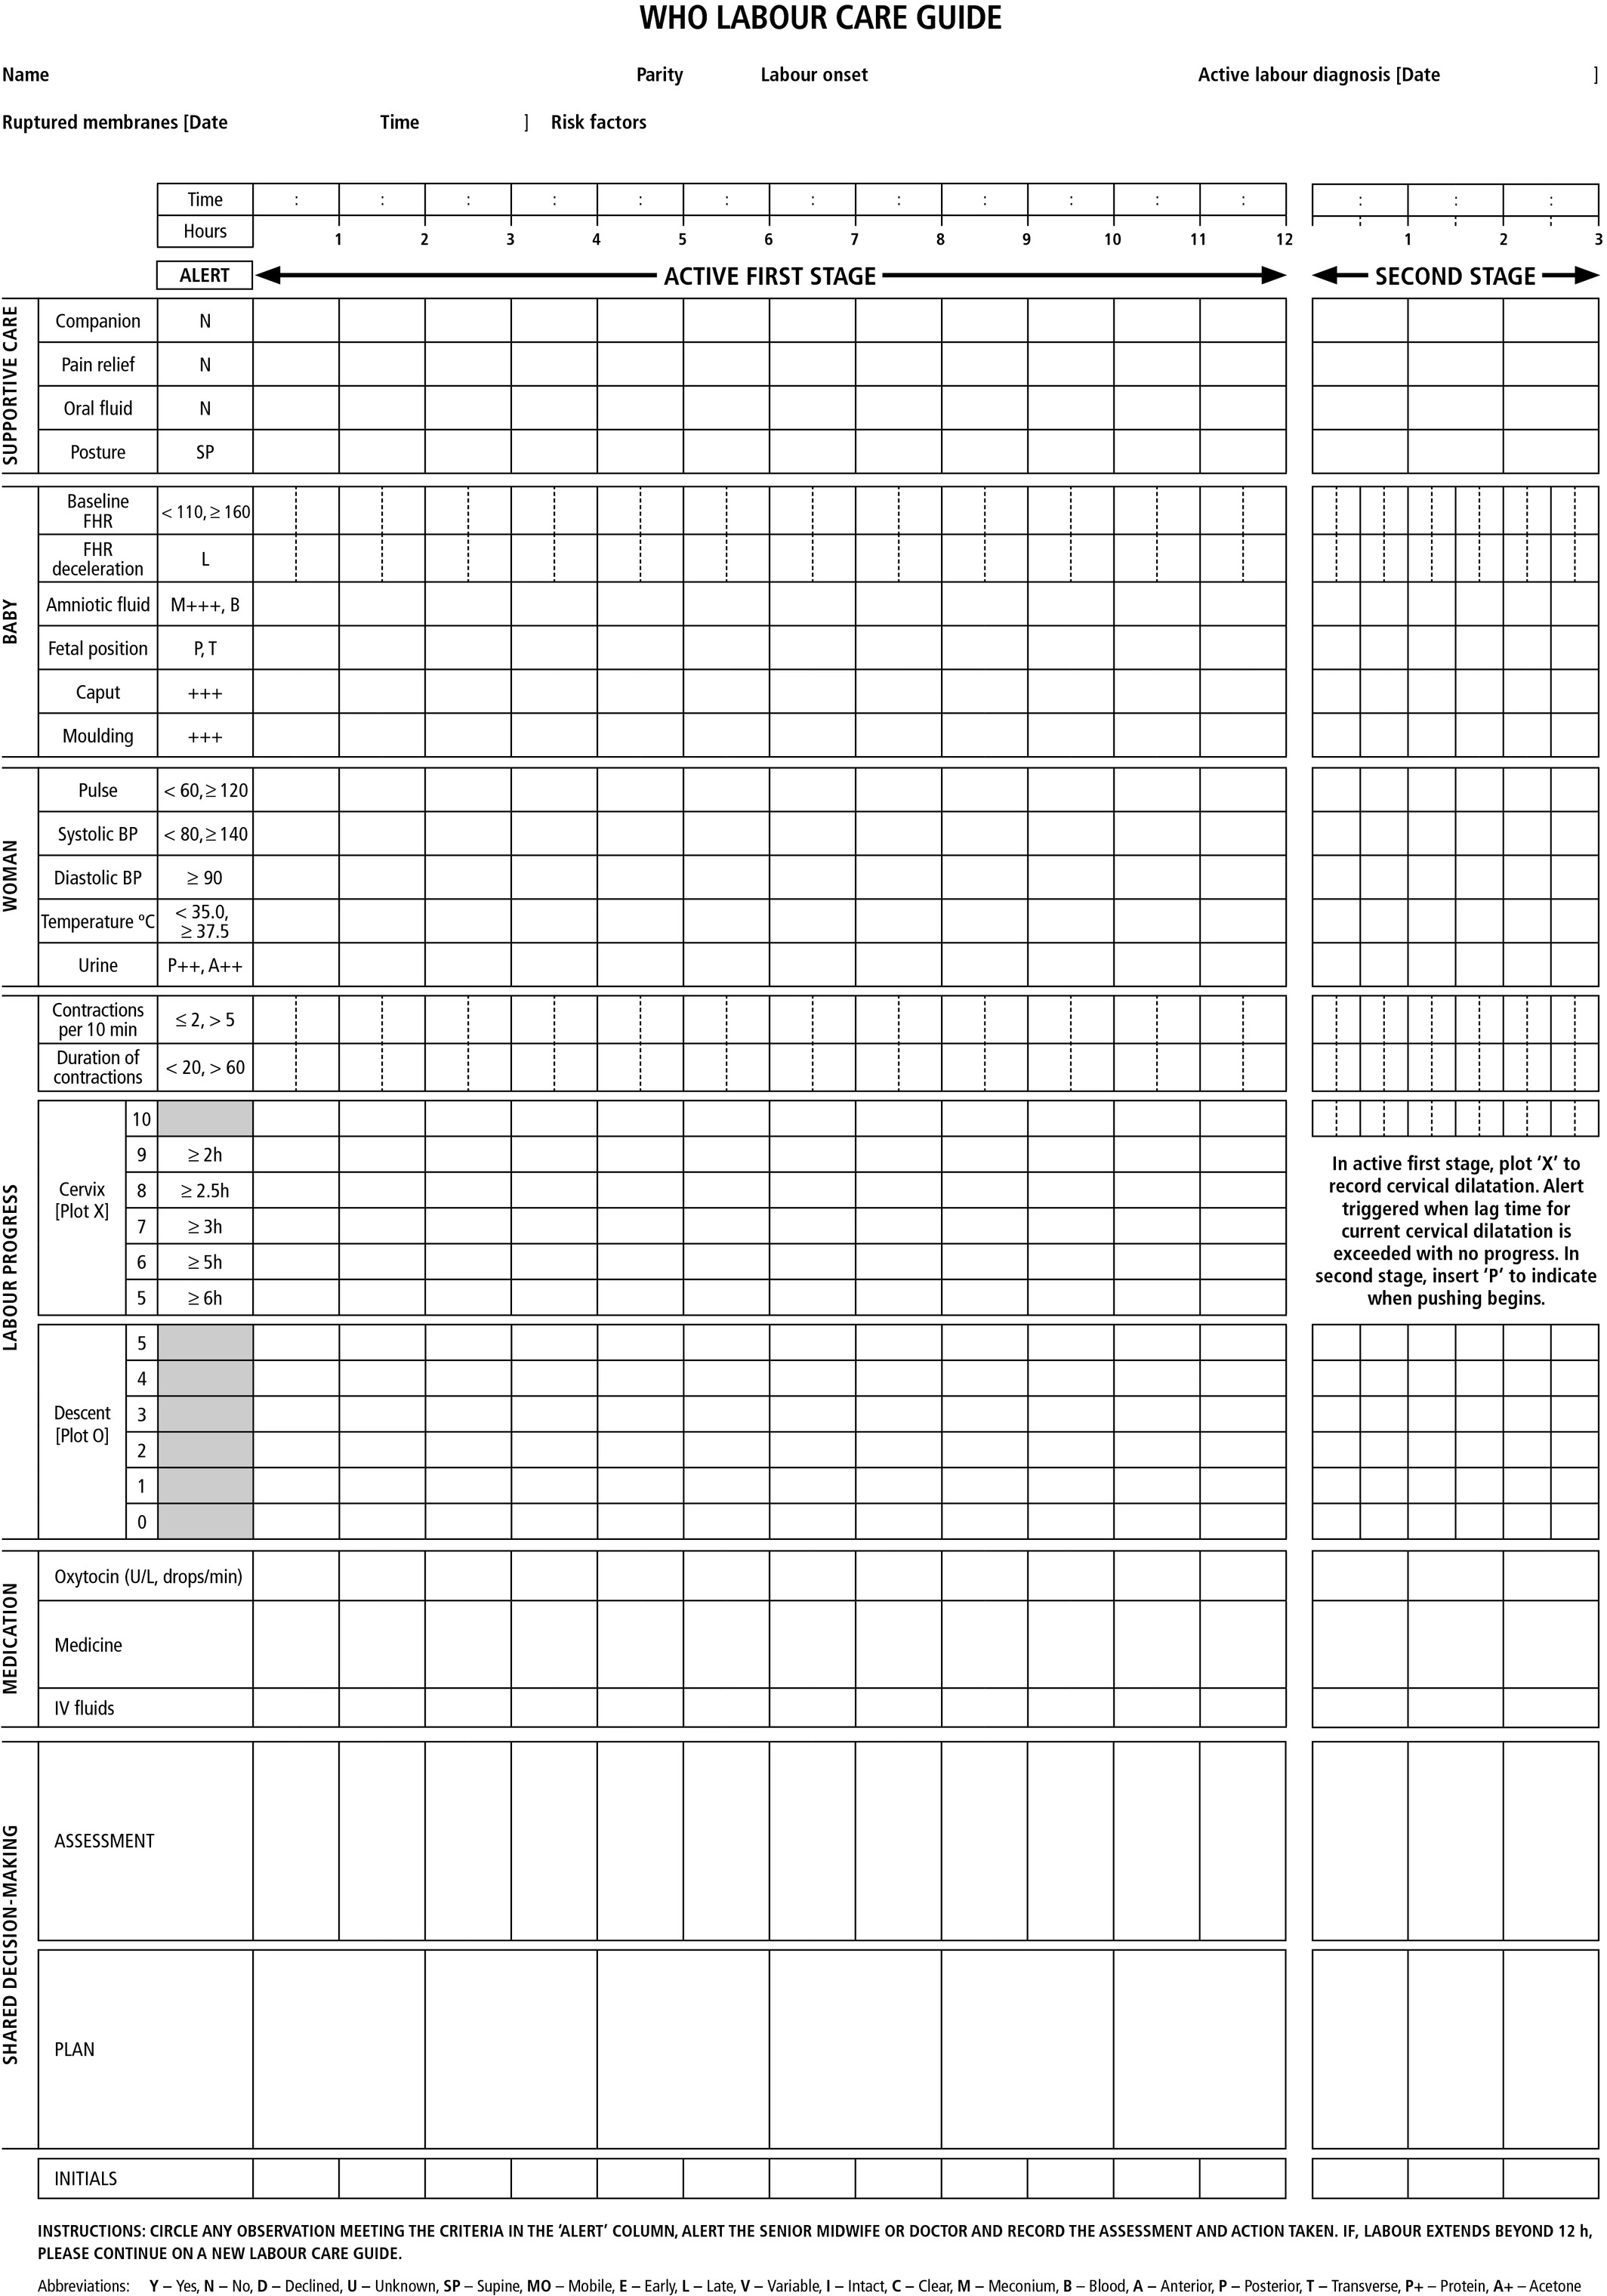 WHO LABOUR CARE GUIDE
Name Parity Labour onset Active labour diagnosis [Date ]
Ruptured membranes [Date Time ] Risk factors
Time : : : : : : : : : : : : : : :
Hours 1 2 3 4 5 6 7 8 9 10 11 12 1 2 3
ALERT ACTIVE FIRST STAGE SECOND STAGE
SUPPORTIVE CARE
Companion N
Pain relief N
Oral fluid N
Posture SP
BABY
Baseline
FHR < 110, ≥ 160
FHR
deceleration L
Amniotic fluid M+++, B
Fetal position P, T
Caput +++
Moulding +++
WOMAN
Pulse < 60, ≥ 120
Systolic BP < 80, ≥ 140
Diastolic BP ≥ 90
Temperature ºC < 35.0,
≥ 37.5
Urine P++, A++
LABOUR PROGRESS
Contractions
per 10 min ≤ 2, > 5
Duration of
contractions < 20, > 60
Cervix
[Plot X]
10
9 ≥ 2h
8 ≥ 2.5h
7 ≥ 3h
6 ≥ 5h
5 ≥ 6h
In active first stage, plot ‘X’ to
record cervical dilatation. Alert
triggered when lag time for
current cervical dilatation is
exceeded with no progress. In
second stage, insert ‘P’ to indicate
when pushing begins.
Descent
[Plot O]
5
4
3
2
1
0
MEDICATION
Oxytocin (U/L, drops/min)
Medicine
IV fluids
SHARED DECISION-MAKING
ASSESSMENT
PLAN
INITIALS
INSTRUCTIONS: CIRCLE ANY OBSERVATION MEETING THE CRITERIA IN THE ‘ALERT’ COLUMN, ALERT THE SENIOR MIDWIFE OR DOCTOR AND RECORD THE ASSESSMENT AND ACTION TAKEN. IF, LABOUR EXTENDS BEYOND 12 h,
PLEASE CONTINUE ON A NEW LABOUR CARE GUIDE.
Abbreviations: Y – Yes, N – No, D – Declined, U – Unknown, SP – Supine, MO – Mobile, E – Early, L – Late, V – Variable, I – Intact, C – Clear, M – Meconium, B – Blood, A – Anterior, P – Posterior, T – Transverse, P+ – Protein, A+ – Acetone